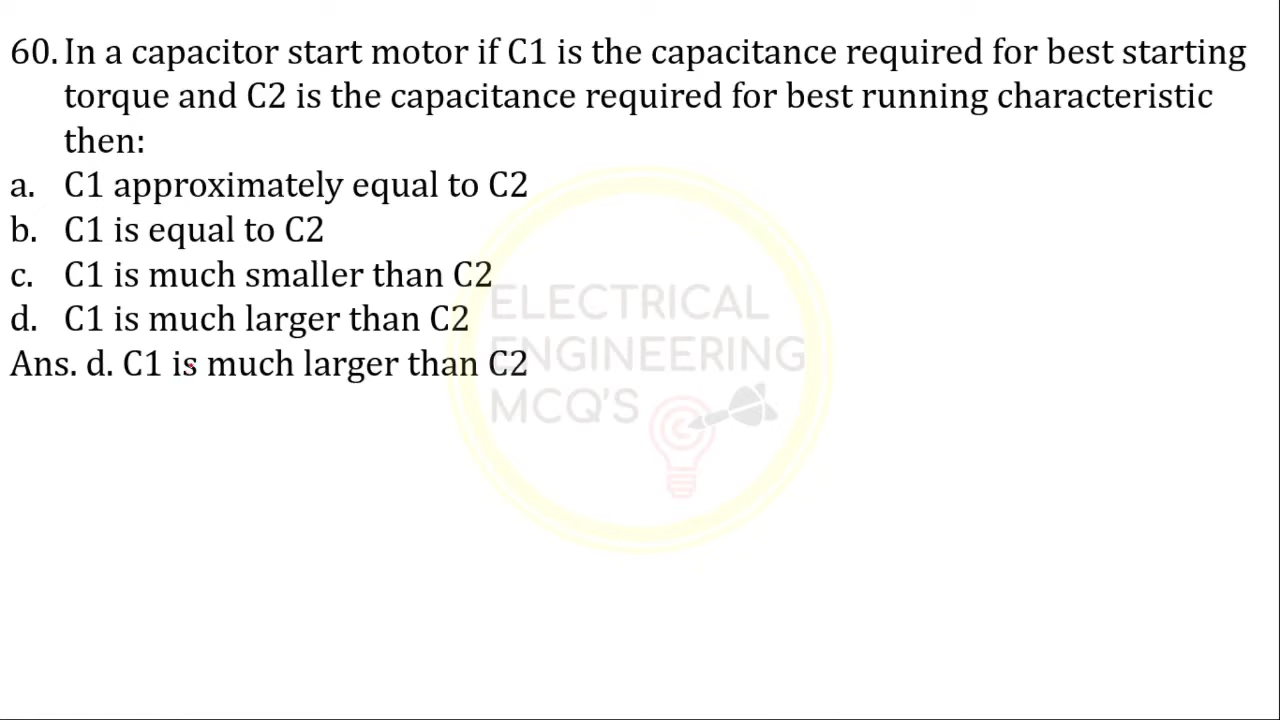 60. In a capacitor start motor if C1 is the capacitance required for best starting
torque and C2 is the capacitance required for best running characteristic
then:
a. C1 approximately equal to C2
b. C1 is equal to C2
c. C1 is much smaller than C2
d. C1 is much larger than C2
Ans. d. C1 is much larger than C2
ELECTRICAL
ENGINEERING
MCQ'S